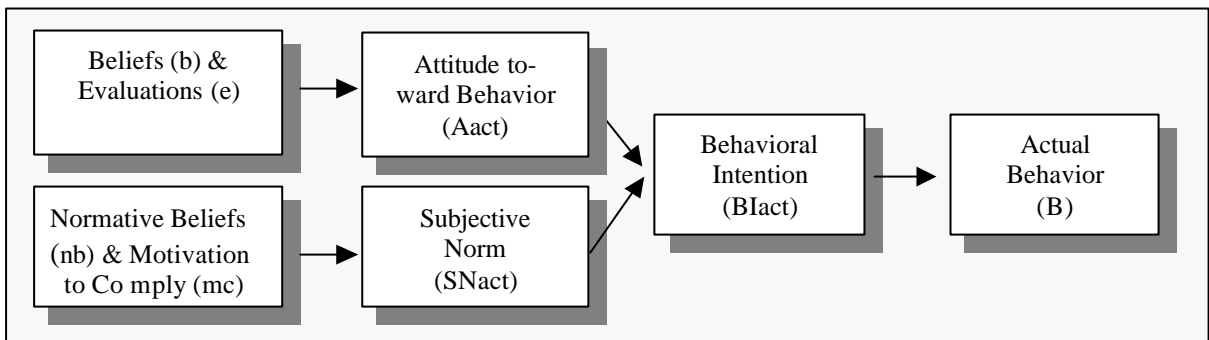 Beliefs (b) &
Evaluations (e)
Attitude to-
ward Behavior
(Aact)
Behavioral
Intention
(BIact)
Actual
Behavior
(B)
Normative Beliefs
(nb) & Motivation
to Co mply (mc)
Subjective
Norm
(SNact)